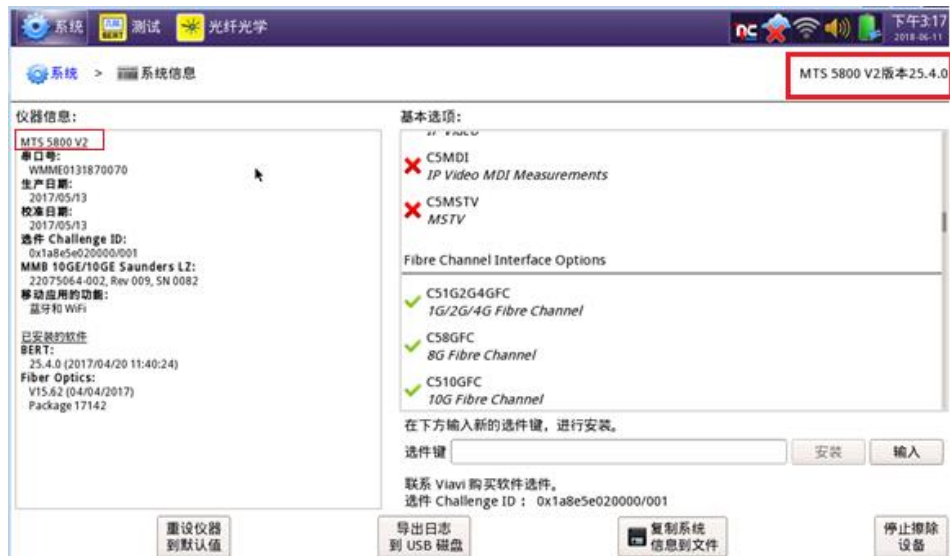 系统 测试 光纤光学 下午3:17
2018-06-11
系统 > 系统信息 MTS 5800 V2版本25.4.0
仪器信息:
MTS 5800 V2
串口号:
WMME0131870070
生产日期:
2017/05/13
校准日期:
2017/05/13
选件 Challenge ID:
0x1a8e5e020000/001
MMB 10GE/10GE Saunders LZ:
22075064-002, Rev 009, SN 0082
移动应用的功能:
蓝牙和 WiFi
已安装的软件
BERT:
25.4.0 (2017/04/20 11:40:24)
Fiber Optics:
V15.62 (04/04/2017)
Package 17142
基本选项:
IP Video
C5MDI
IP Video MDI Measurements
C5MSTV
MSTV
Fibre Channel Interface Options
C51G2G4GFC
1G/2G/4G Fibre Channel
C58GFC
8G Fibre Channel
C510GFC
10G Fibre Channel
在下方输入新的选件键，进行安装。
选件键 安装 输入
联系 Viavi 购买软件选件。
选件 Challenge ID： 0x1a8e5e020000/001
重设仪器
到默认值
导出日志
到 USB 磁盘
复制系统
信息到文件
停止擦除
设备